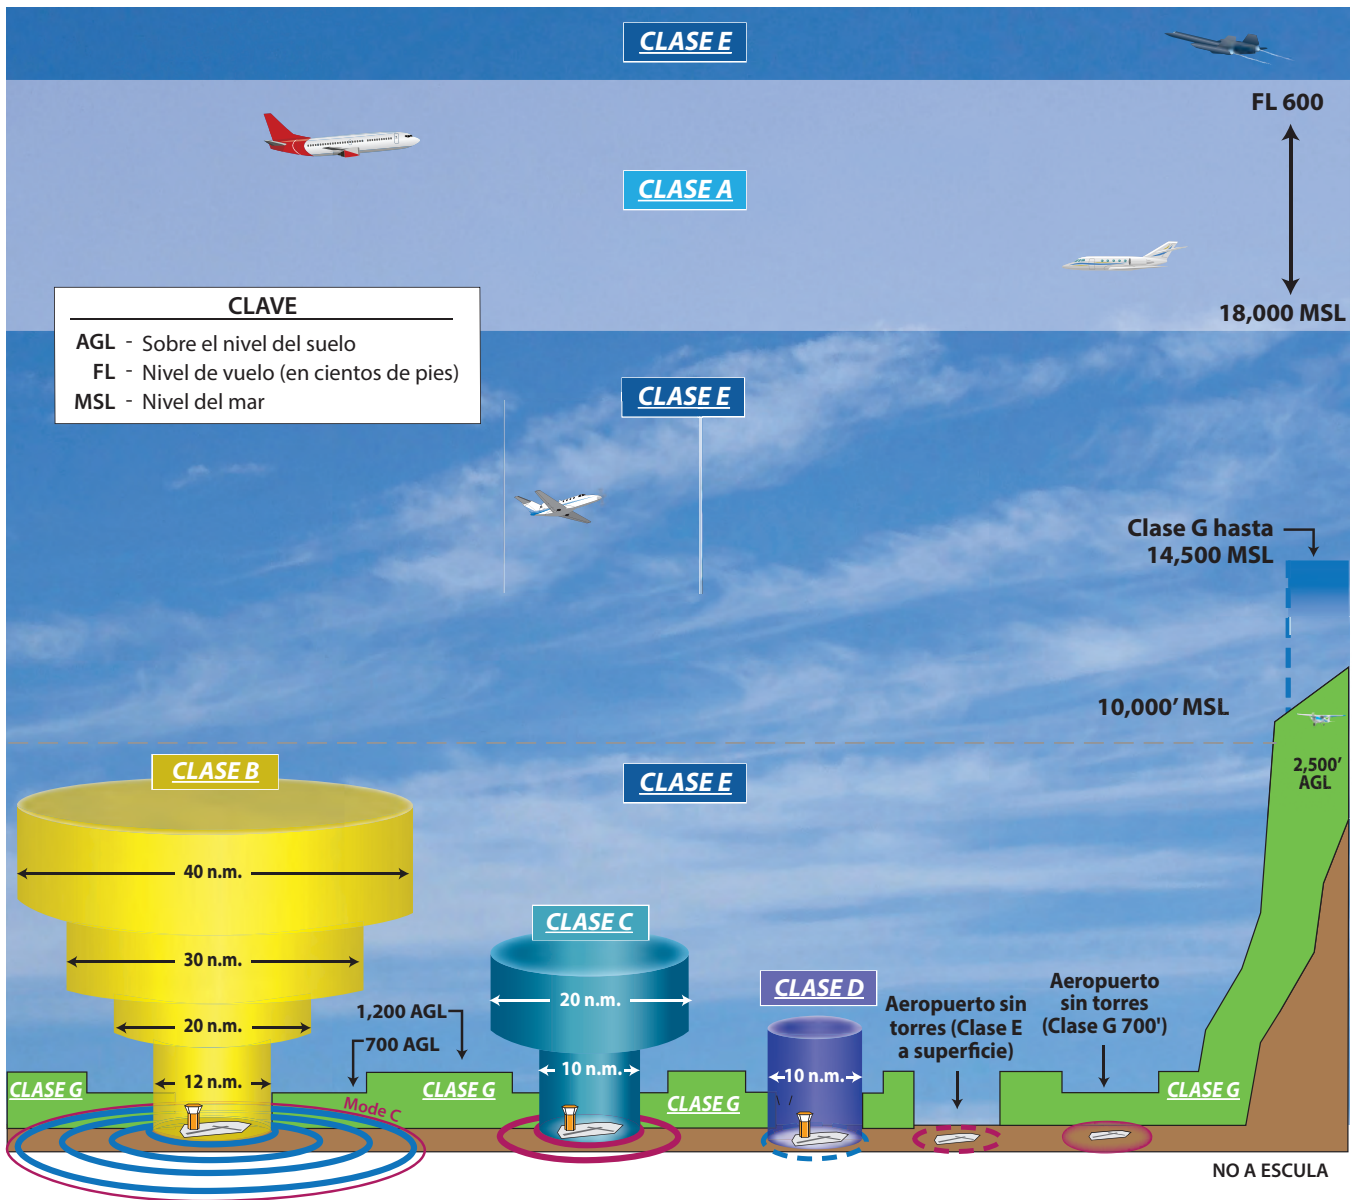 CLASE E
FL 600
CLASE A
18,000 MSL
CLAVE
AGL - Sobre el nivel del suelo
FL - Nivel de vuelo (en cientos de pies)
MSL - Nivel del mar
CLASE E
Clase G hasta
14,500 MSL
10,000’ MSL
2,500’
AGL
CLASE B
CLASE E
40 n.m.
30 n.m.
20 n.m.
12 n.m.
1,200 AGL
700 AGL
CLASE C
20 n.m.
10 n.m.
CLASE D
10 n.m.
Aeropuerto sin
torres (Clase E
a superficie)
Aeropuerto
sin torres
(Clase G 700')
CLASE G
CLASE G
CLASE G
CLASE G
Mode C
NO A ESCULA